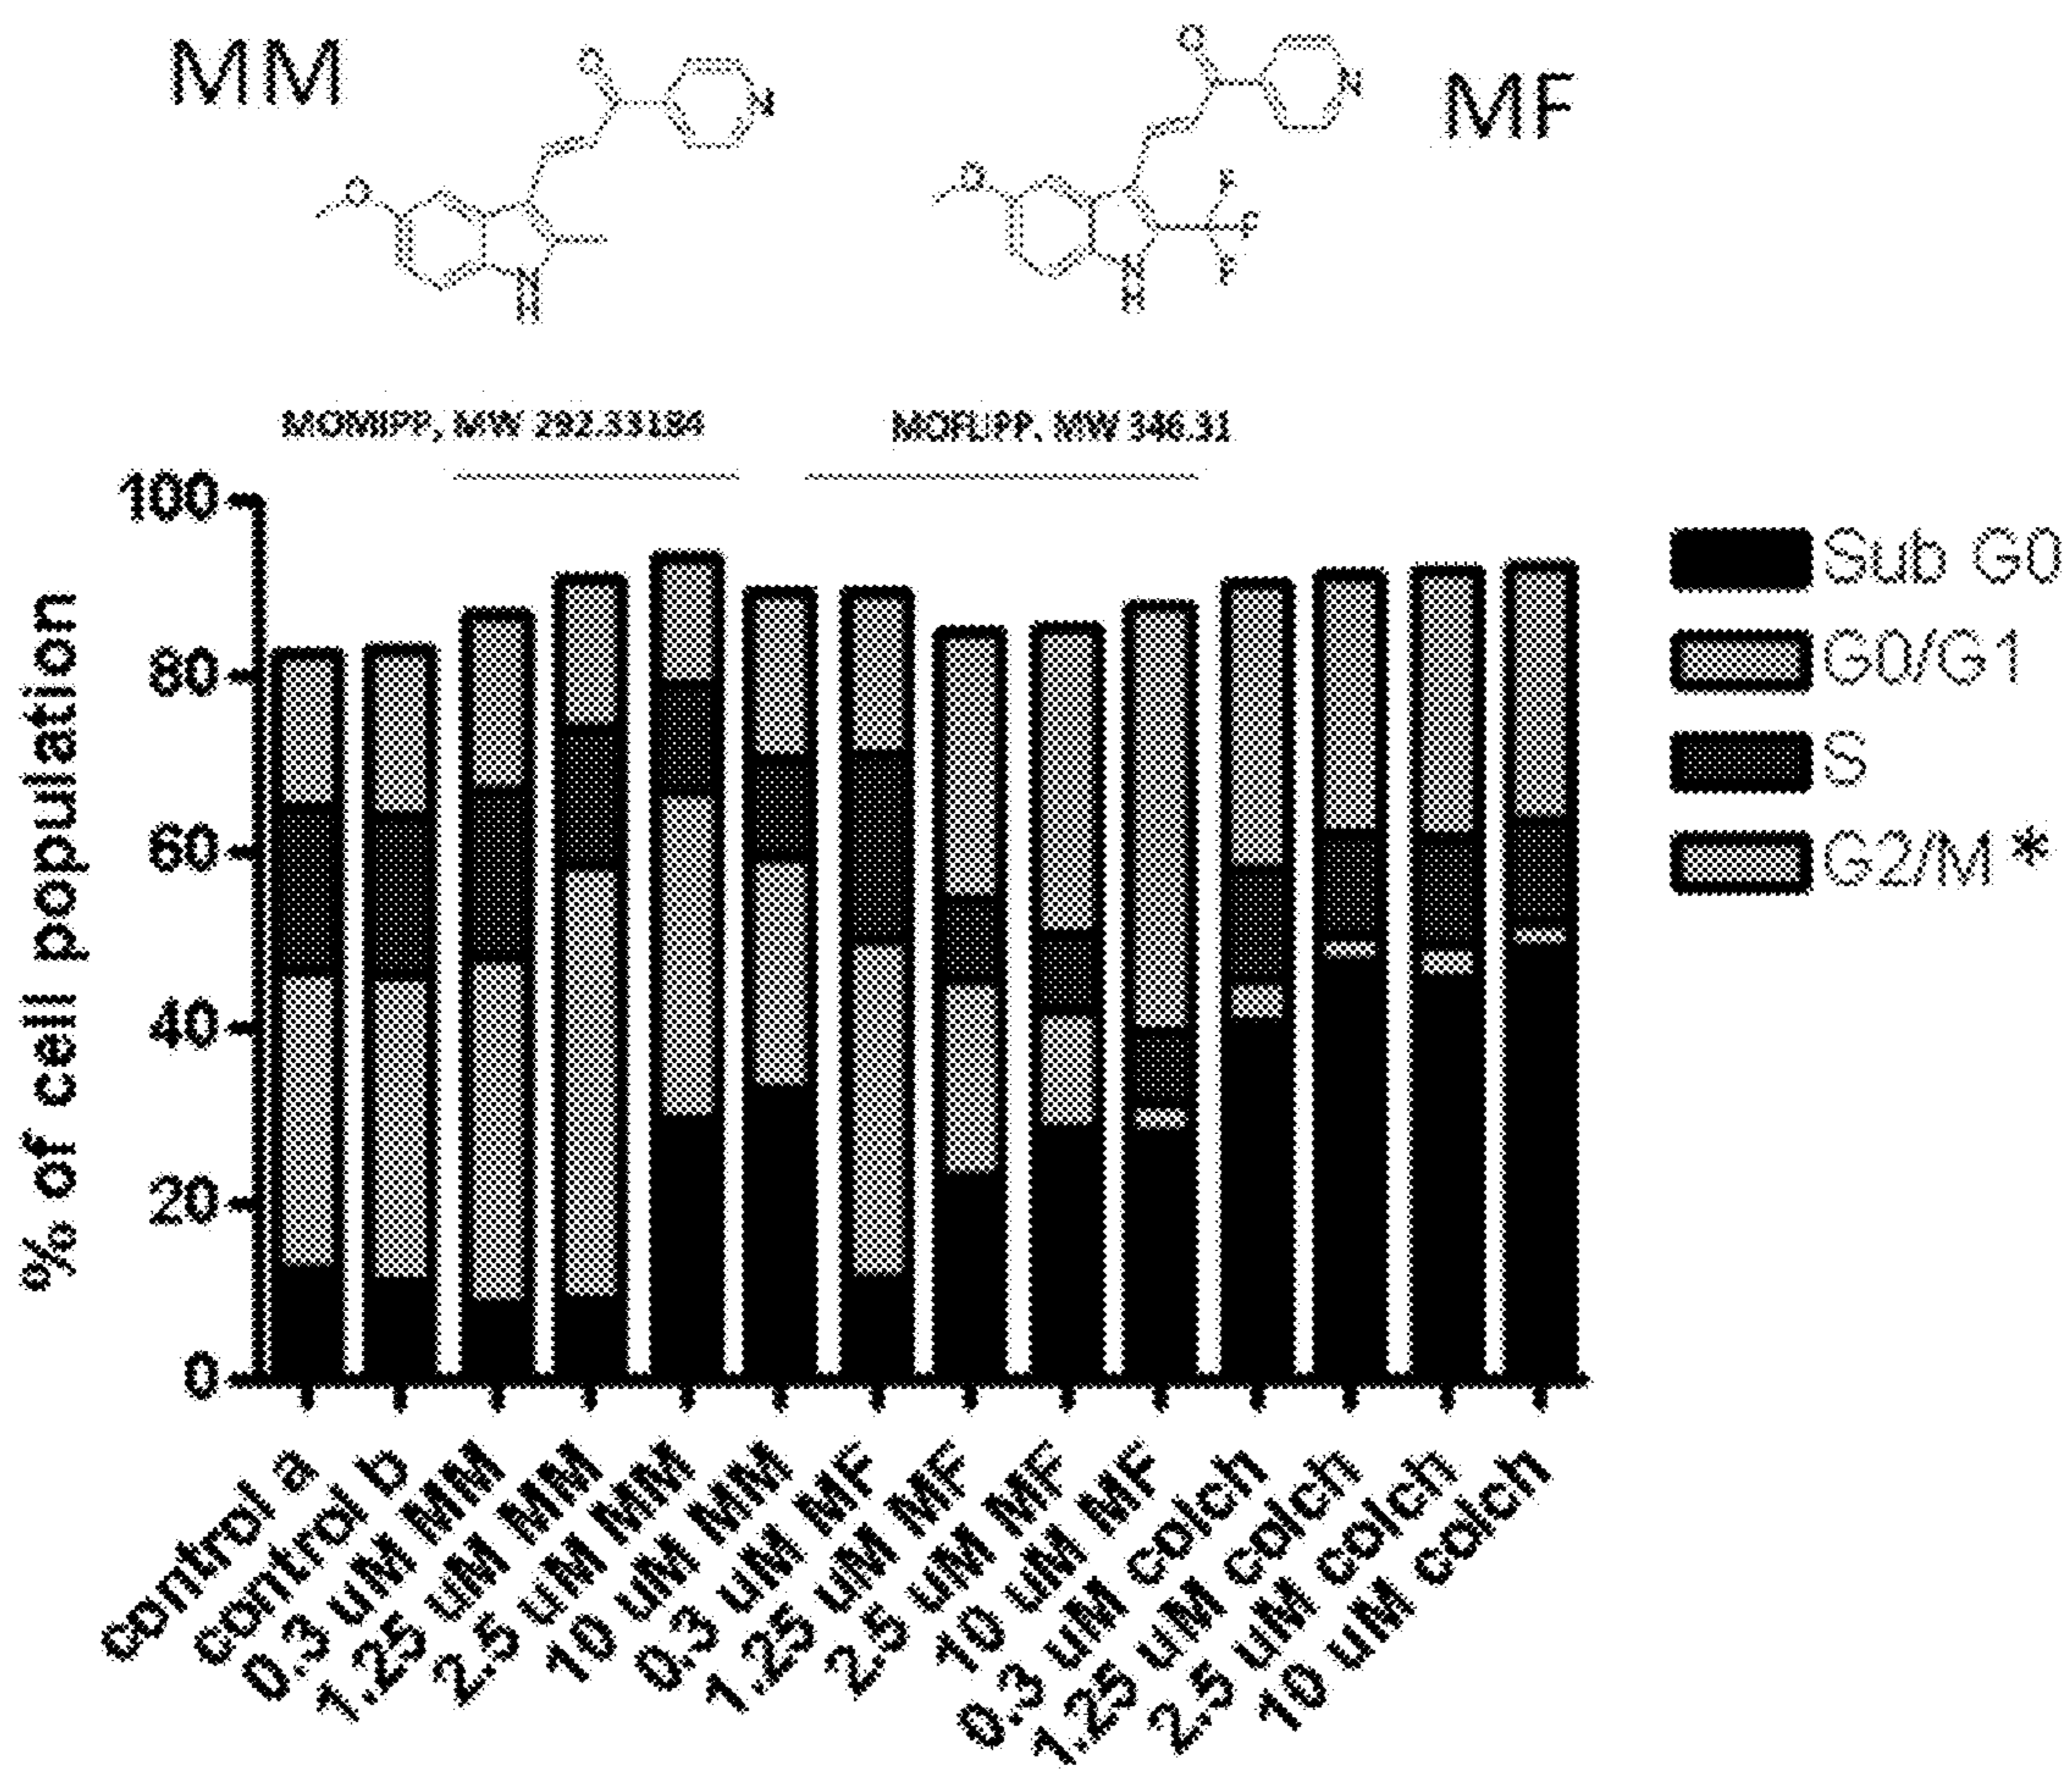 MM
MF
O
N
O
N
H
O
N
O
F
F
F
N
H
MOMIPP, MW 292.33184
MOFLIPP. MW 346.31
% of cell population
100
80
60
40
20
0
Sub G0
G0/G1
S
G2/M *
control a
control b
0.3 uM MM
1.25 uM MM
2.5 uM MM
10 uM MM
0.3 uM MF
1.25 uM MF
2.5 uM MF
10 uM MF
0.3 uM colch
1.25 uM colch
2.5 uM colch
10 uM colch